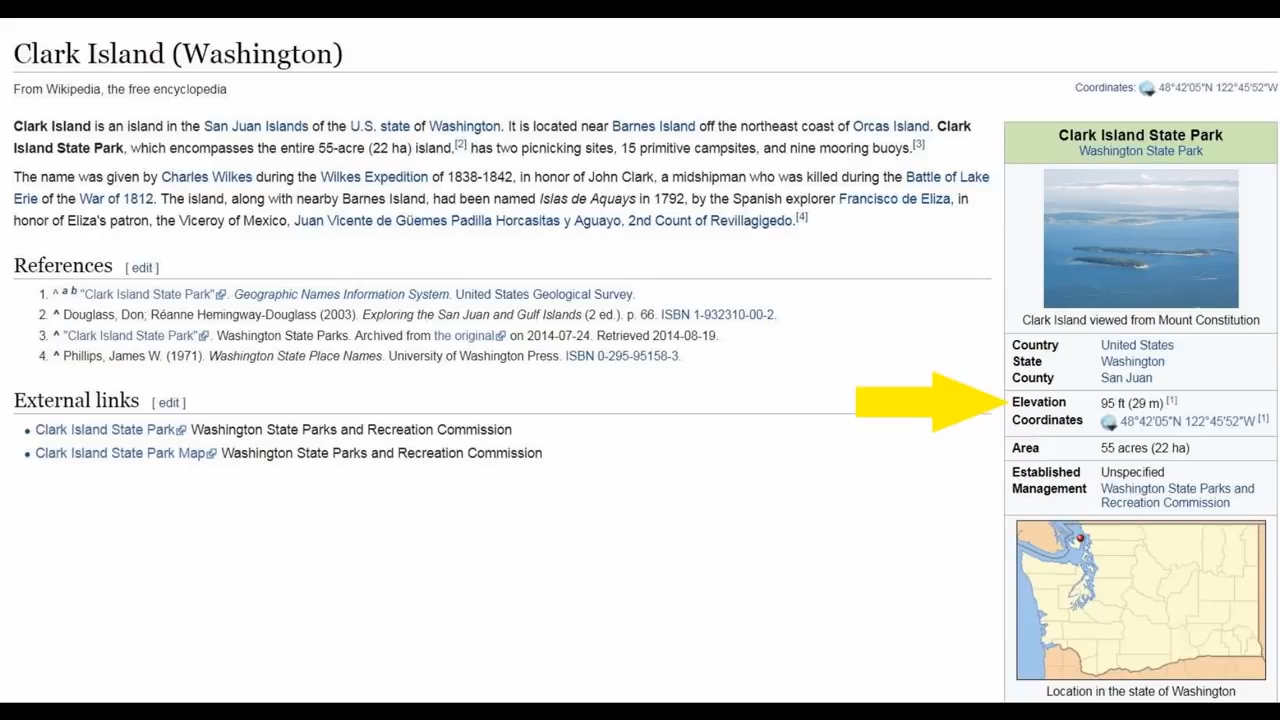 Clark Island (Washington)
From Wikipedia, the free encyclopedia
Coordinates: 48°42′05″N 122°45′52″W
Clark Island is an island in the San Juan Islands of the U.S. state of Washington. It is located near Barnes Island off the northeast coast of Orcas Island. Clark
Island State Park, which encompasses the entire 55-acre (22 ha) island,[2] has two picnicking sites, 15 primitive campsites, and nine mooring buoys.[3]
The name was given by Charles Wilkes during the Wilkes Expedition of 1838-1842, in honor of John Clark, a midshipman who was killed during the Battle of Lake
Erie of the War of 1812. The island, along with nearby Barnes Island, had been named Islas de Aquays in 1792, by the Spanish explorer Francisco de Eliza, in
honor of Eliza's patron, the Viceroy of Mexico, Juan Vicente de Güemes Padilla Horcasitas y Aguayo, 2nd Count of Revillagigedo.[4]
References [ edit ]
1. ^ a b "Clark Island State Park". Geographic Names Information System. United States Geological Survey.
2. ^ Douglass, Don; Réanne Hemingway-Douglass (2003). Exploring the San Juan and Gulf Islands (2 ed.). p. 66. ISBN 1-932310-00-2.
3. ^ "Clark Island State Park". Washington State Parks. Archived from the original on 2014-07-24. Retrieved 2014-08-19.
4. ^ Phillips, James W. (1971). Washington State Place Names. University of Washington Press. ISBN 0-295-95158-3.
External links [ edit ]
• Clark Island State Park Washington State Parks and Recreation Commission
• Clark Island State Park Map Washington State Parks and Recreation Commission
Clark Island State Park
Washington State Park
Clark Island viewed from Mount Constitution
Country United States
State Washington
County San Juan
Elevation 95 ft (29 m) [1]
Coordinates 48°42′05″N 122°45′52″W [1]
Area 55 acres (22 ha)
Established Unspecified
Management Washington State Parks and
Recreation Commission
Location in the state of Washington